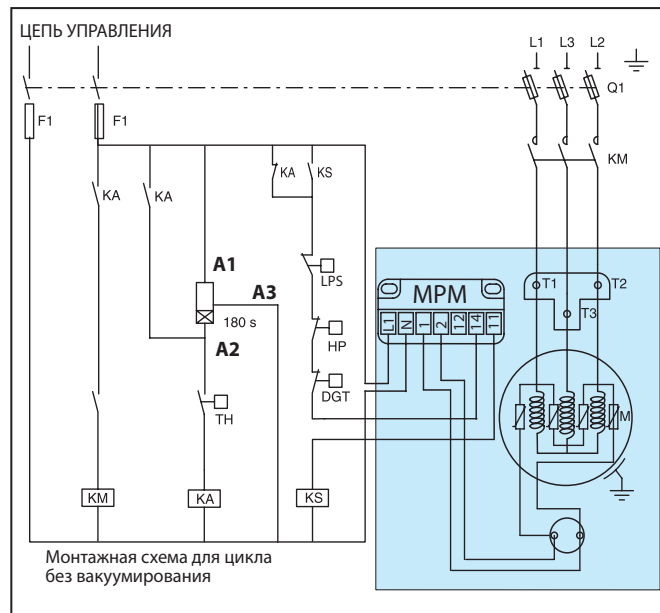 ЦЕПЬ УПРАВЛЕНИЯ
L1 L3 L2
Q1
F1 F1
KM
KA KA KA KS
A1
A3
LPS
180 s
A2
HP
DGT
TH
MPM
L1 N 1 2 12 14 11
T1 T2
T3
M
KM KA KS
Монтажная схема для цикла
без вакуумирования